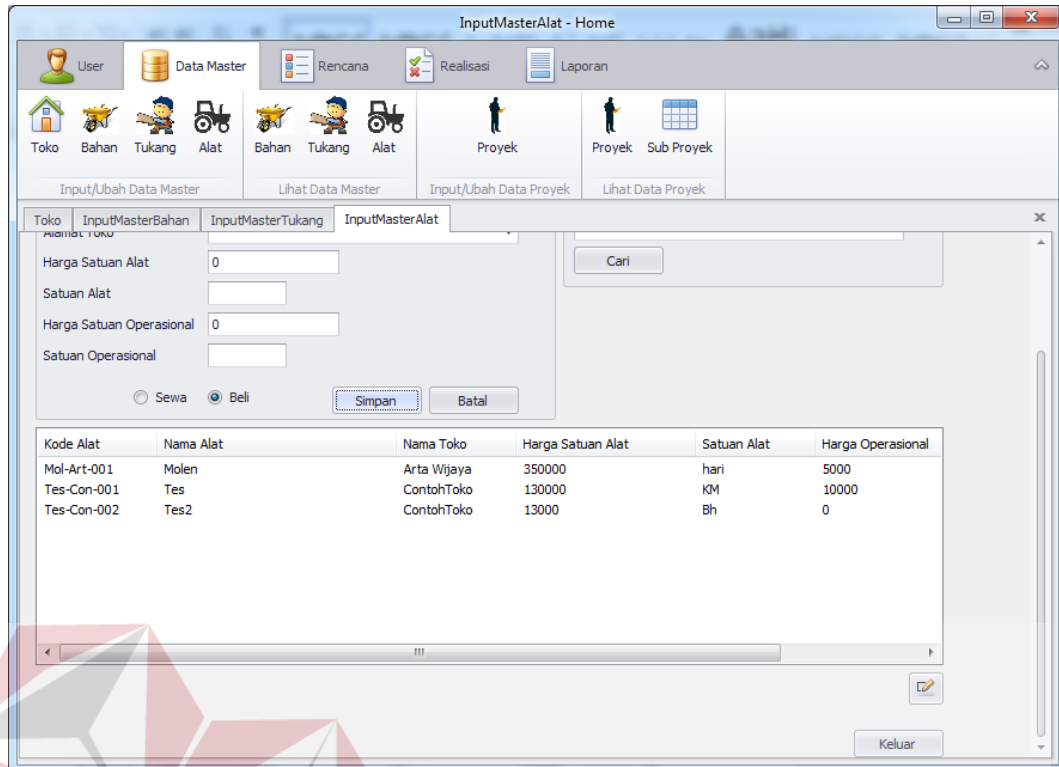 InputMasterAlat - Home
User Data Master Rencana Realisasi Laporan
Toko Bahan Tukang Alat Bahan Tukang Alat Proyek Proyek Sub Proyek
Input/Ubah Data Master Lihat Data Master Input/Ubah Data Proyek Lihat Data Proyek
Toko InputMasterBahan InputMasterTukang InputMasterAlat
Alamat Toko
Harga Satuan Alat 0 Cari
Satuan Alat
Harga Satuan Operasional 0
Satuan Operasional
Sewa Beli Simpan Batal
Kode Alat Nama Alat Nama Toko Harga Satuan Alat Satuan Alat Harga Operasional
Mol-Art-001 Molen Arta Wijaya 350000 hari 5000
Tes-Con-001 Tes ContohToko 130000 KM 10000
Tes-Con-002 Tes2 ContohToko 13000 Bh 0
Keluar